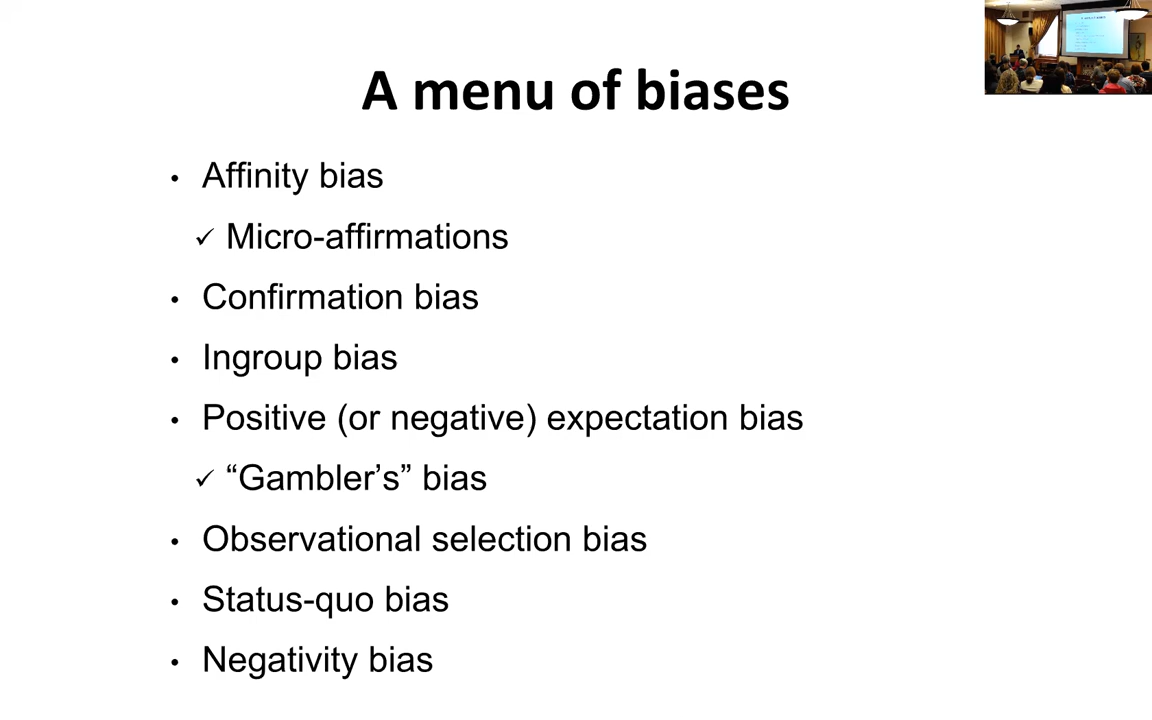 A menu of biases
• Affinity bias
✓ Micro-affirmations
• Confirmation bias
• Ingroup bias
• Positive (or negative) expectation bias
✓ “Gambler’s” bias
• Observational selection bias
• Status-quo bias
• Negativity bias